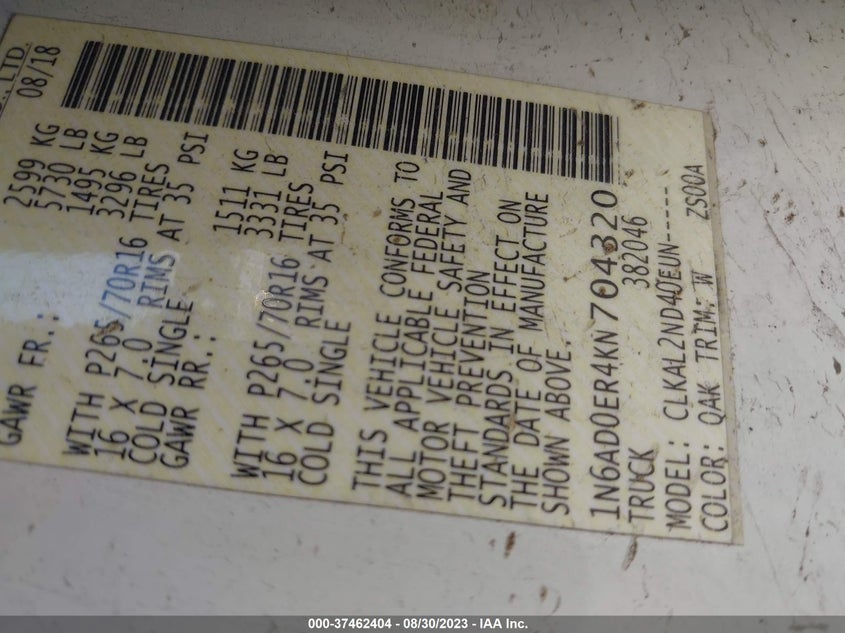 ., LTD.
08/18
2599 KG
5730 LB
GAWR FR.: 1495 KG
3296 LB
WITH P265/70R16 TIRES
16 X 7.0 RIMS AT 35 PSI
COLD SINGLE
GAWR RR.: 1511 KG
3331 LB
WITH P265/70R16 TIRES
16 X 7.0 RIMS AT 35 PSI
COLD SINGLE
THIS VEHICLE CONFORMS TO
ALL APPLICABLE FEDERAL
MOTOR VEHICLE SAFETY AND
THEFT PREVENTION
STANDARDS IN EFFECT ON
THE DATE OF MANUFACTURE
SHOWN ABOVE.
1N6AD0ER4KN704320
TRUCK 382046
MODEL: CLKAL2ND40EUN-----
COLOR: QAK TRIM: W ZS00A
000-37462404 - 08/30/2023 - IAA Inc.